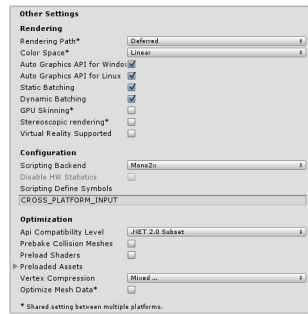 Other Settings
Rendering
Rendering Path* Deferred
Color Space* Linear
Auto Graphics API for Window
Auto Graphics API for Linux
Static Batching
Dynamic Batching
GPU Skinning*
Stereoscopic rendering*
Virtual Reality Supported
Configuration
Scripting Backend Mono2x
Disable HW Statistics
Scripting Define Symbols
CROSS_PLATFORM_INPUT
Optimization
Api Compatibility Level .NET 2.0 Subset
Prebake Collision Meshes
Preload Shaders
Preloaded Assets
Vertex Compression Mixed ...
Optimize Mesh Data*
* Shared setting between multiple platforms.